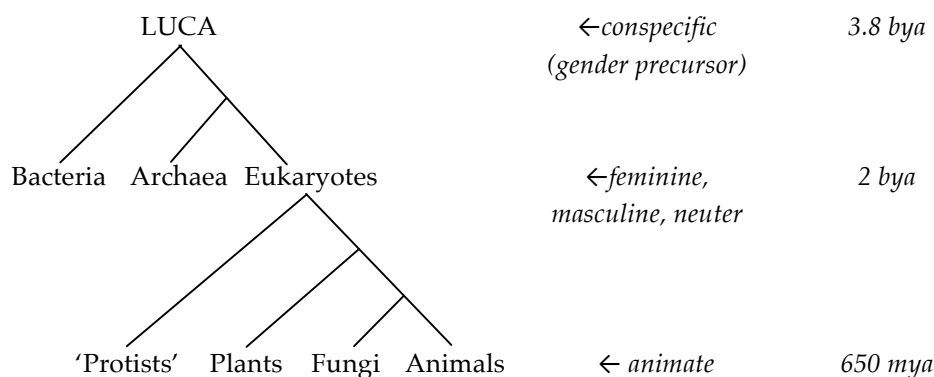 LUCA ←conspecific 3.8 bya
(gender precursor)
Bacteria Archaea Eukaryotes ←feminine, 2 bya
masculine, neuter
‘Protists’ Plants Fungi Animals ← animate 650 mya